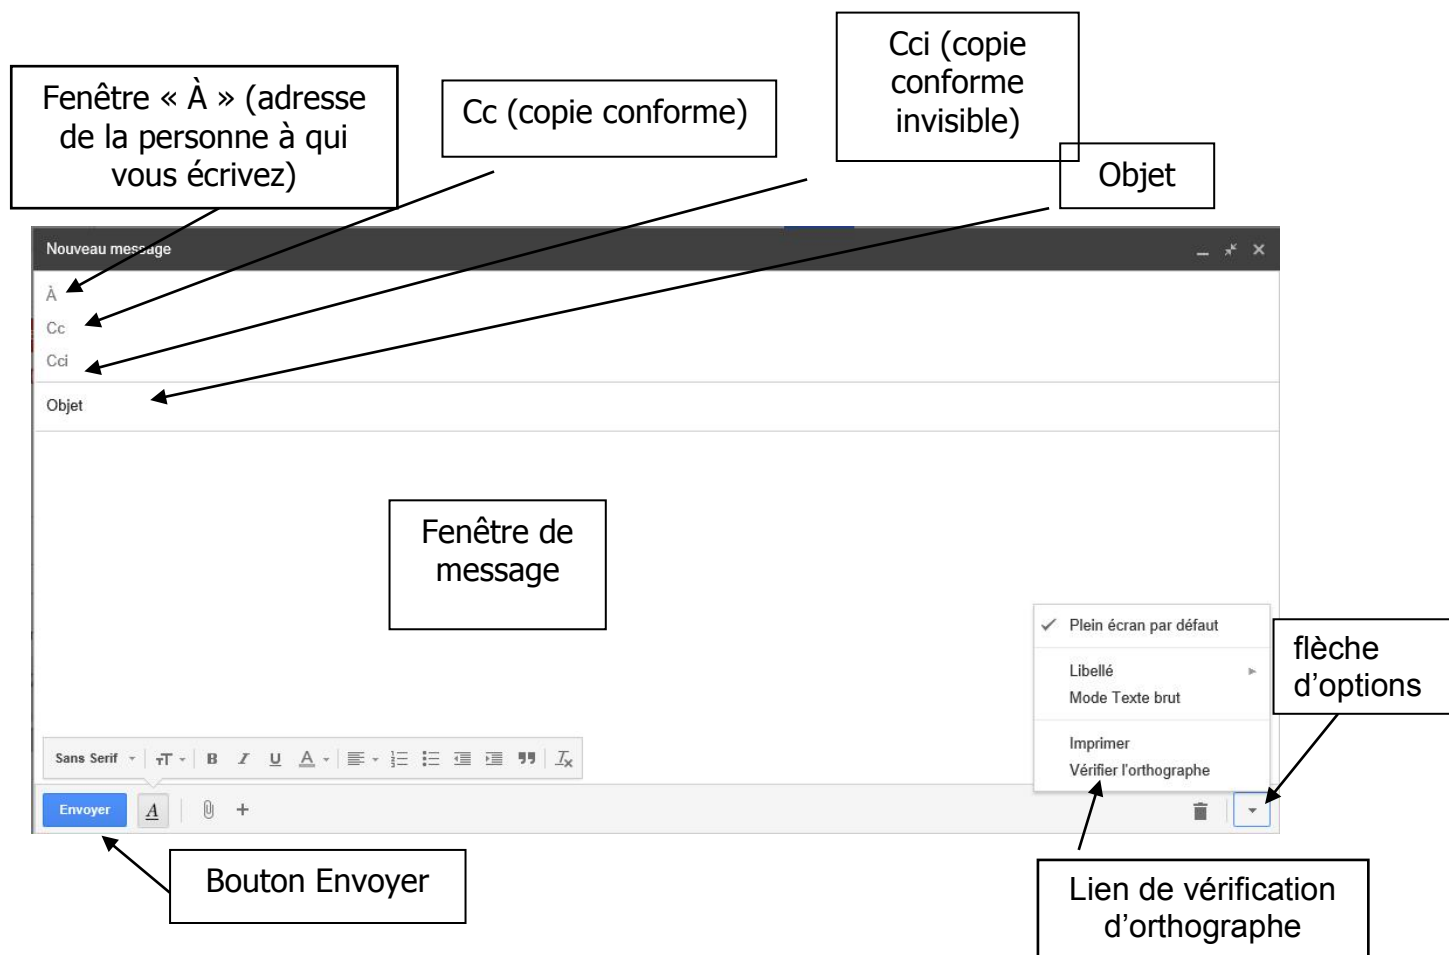 Cci (copie
conforme
invisible)
Fenêtre « À » (adresse
de la personne à qui
vous écrivez)
Cc (copie conforme)
Objet
Nouveau message
À
Cc
Cci
Objet
Fenêtre de
message
Plein écran par défaut
Libellé
Mode Texte brut
Imprimer
Vérifier l'orthographe
flèche
d’options
Sans Serif
Envoyer
Bouton Envoyer
Lien de vérification
d’orthographe